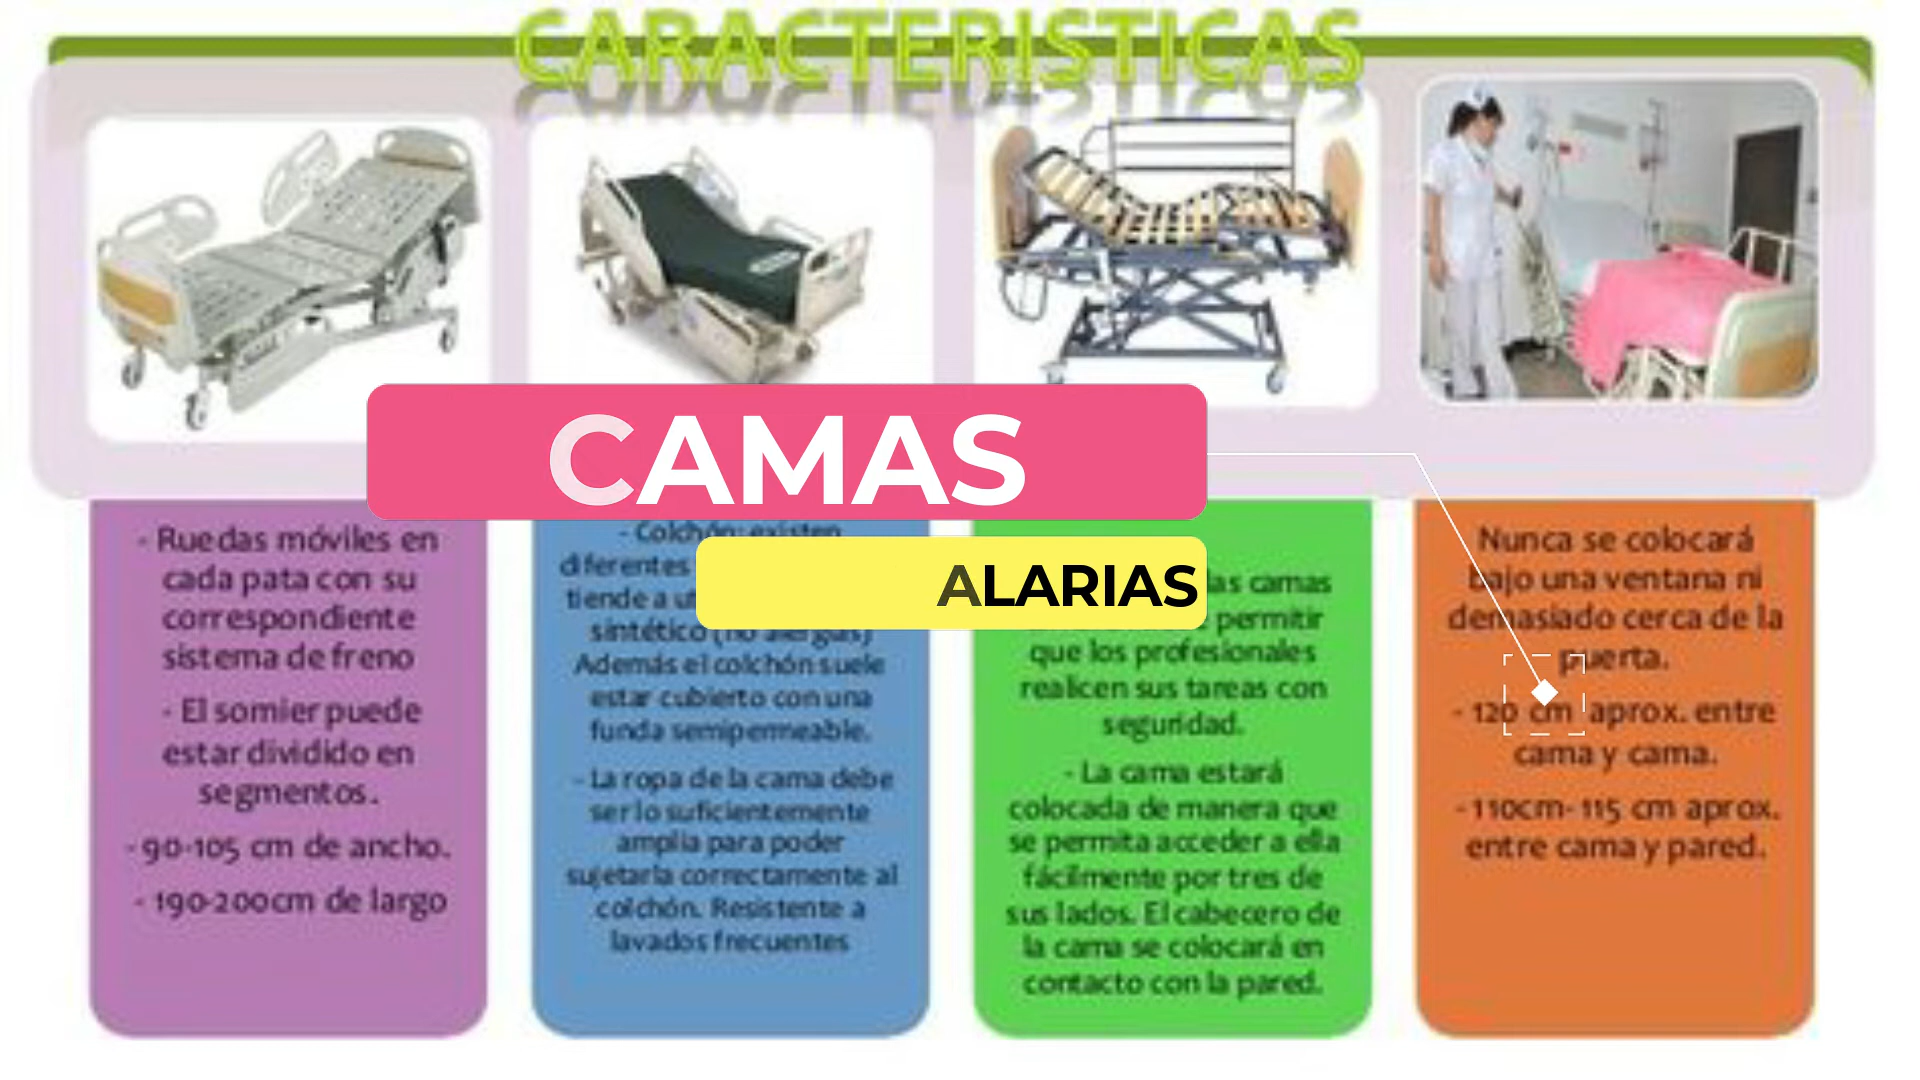 CARACTERISTICAS
CAMAS
ALARIAS
- Ruedas móviles en
cada pata con su
correspondiente
sistema de freno
- El somier puede
estar dividido en
segmentos.
- 90-105 cm de ancho.
- 190-200cm de largo
- Colchón: existen
diferentes
tiende a
sintético (no alergias)
Además el colchón suele
estar cubierto con una
funda semipermeable.
- La ropa de la cama debe
ser lo suficientemente
amplia para poder
sujetarla correctamente al
colchón. Resistente a
lavados frecuentes
las camas
permitir
que los profesionales
realicen sus tareas con
seguridad.
- La cama estará
colocada de manera que
se permita acceder a ella
fácilmente por tres de
sus lados. El cabecero de
la cama se colocará en
contacto con la pared.
Nunca se colocará
bajo una ventana ni
demasiado cerca de la
puerta.
- 120 cm aprox. entre
cama y cama.
- 110cm- 115 cm aprox.
entre cama y pared.